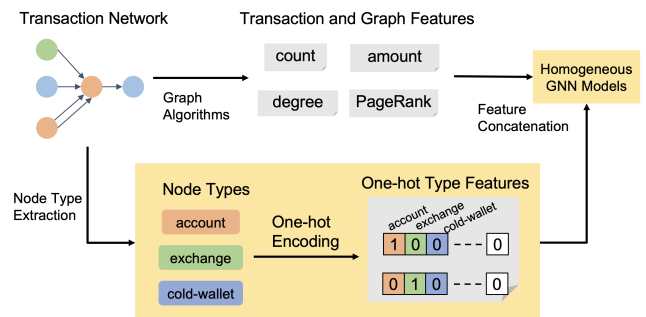 Transaction Network
Transaction and Graph Features
count
amount
degree
PageRank
Graph
Algorithms
Feature
Concatenation
Homogeneous
GNN Models
Node Type
Extraction
Node Types
account
exchange
cold-wallet
One-hot
Encoding
One-hot Type Features
account
exchange
cold-wallet
1 0 0 --- 0
0 1 0 --- 0